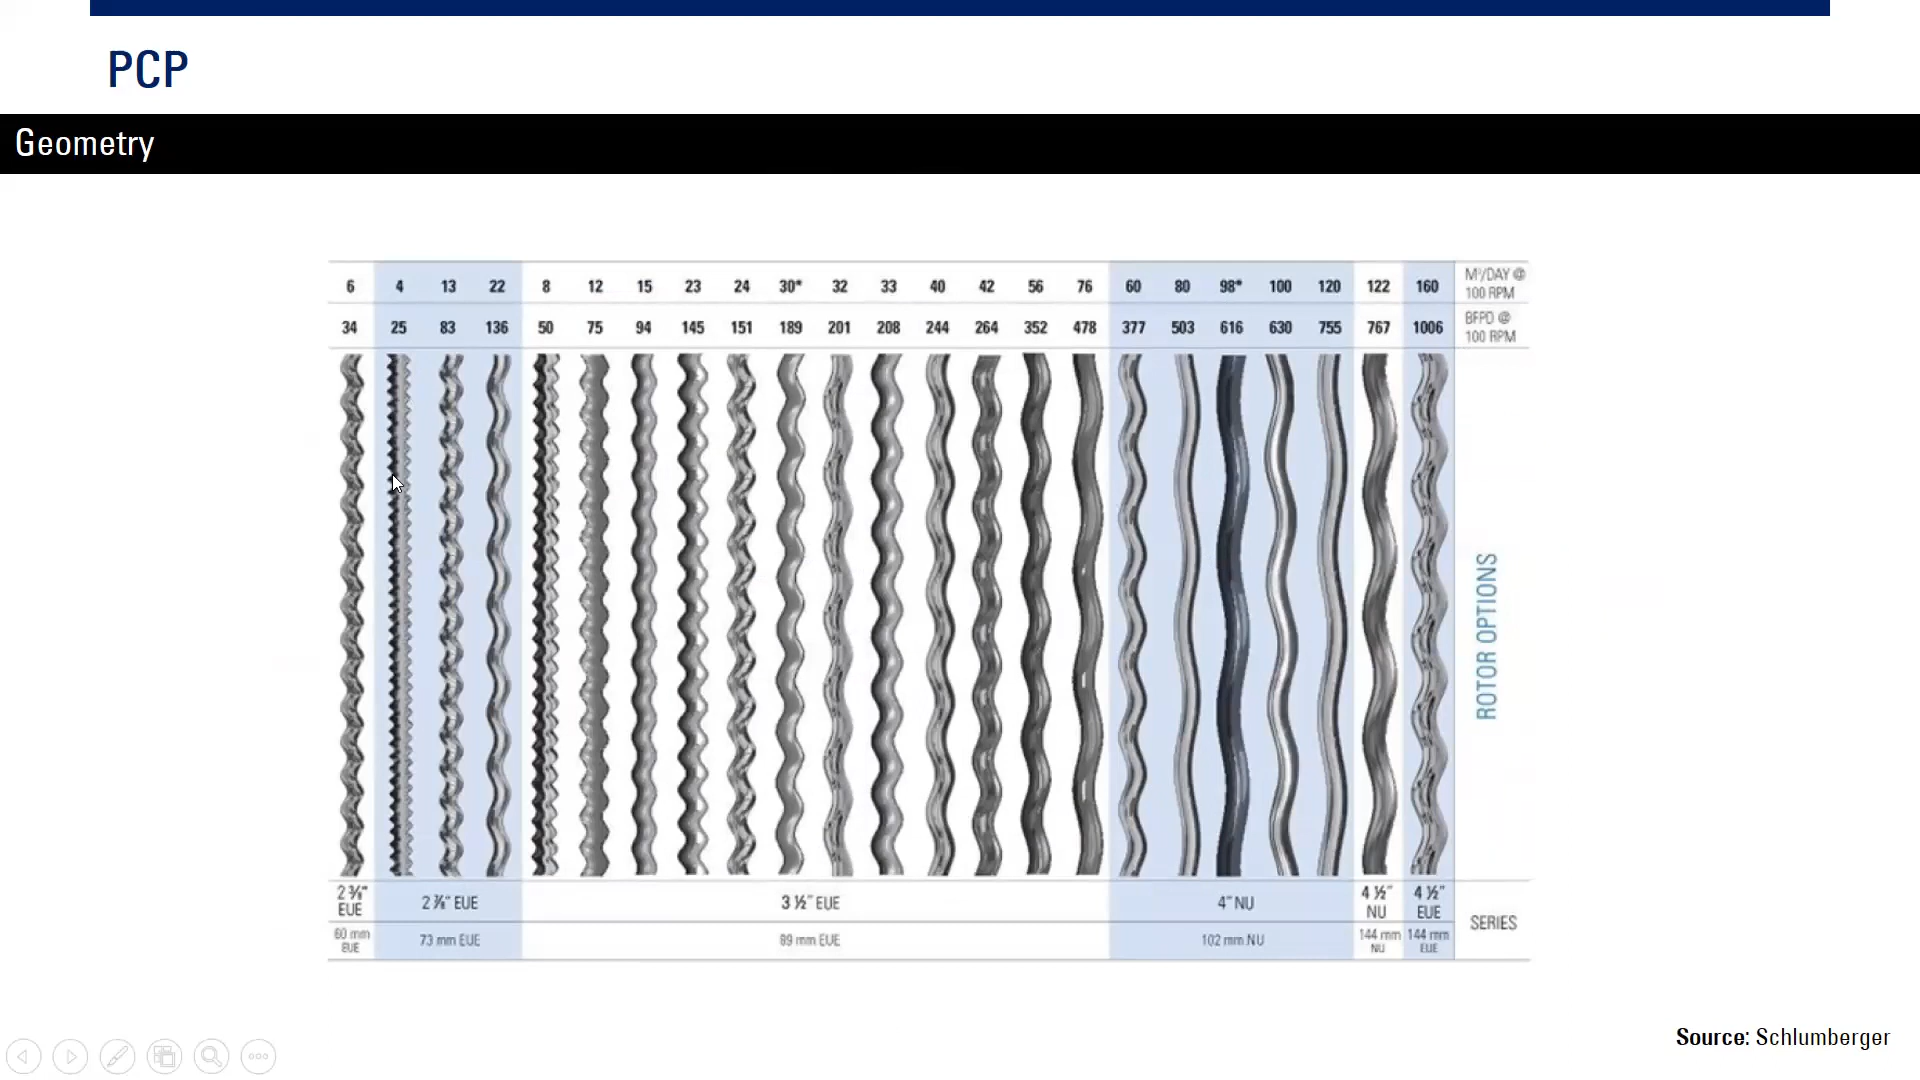 PCP
Geometry
6 4 13 22 8 12 15 23 24 30* 32 33 40 42 56 76 60 80 98* 100 120 122 160 M³/DAY @ 100 RPM
34 25 83 136 50 75 94 145 151 189 201 208 244 264 352 478 377 503 616 630 755 767 1006 BFPD @ 100 RPM
ROTOR OPTIONS
2 ⅜" EUE 2 ⅞" EUE 3 ½" EUE 4" NU 4 ½" NU 4 ½" EUE SERIES
60 mm EUE 73 mm EUE 89 mm EUE 102 mm NU 144 mm NU 144 mm EUE
Source: Schlumberger